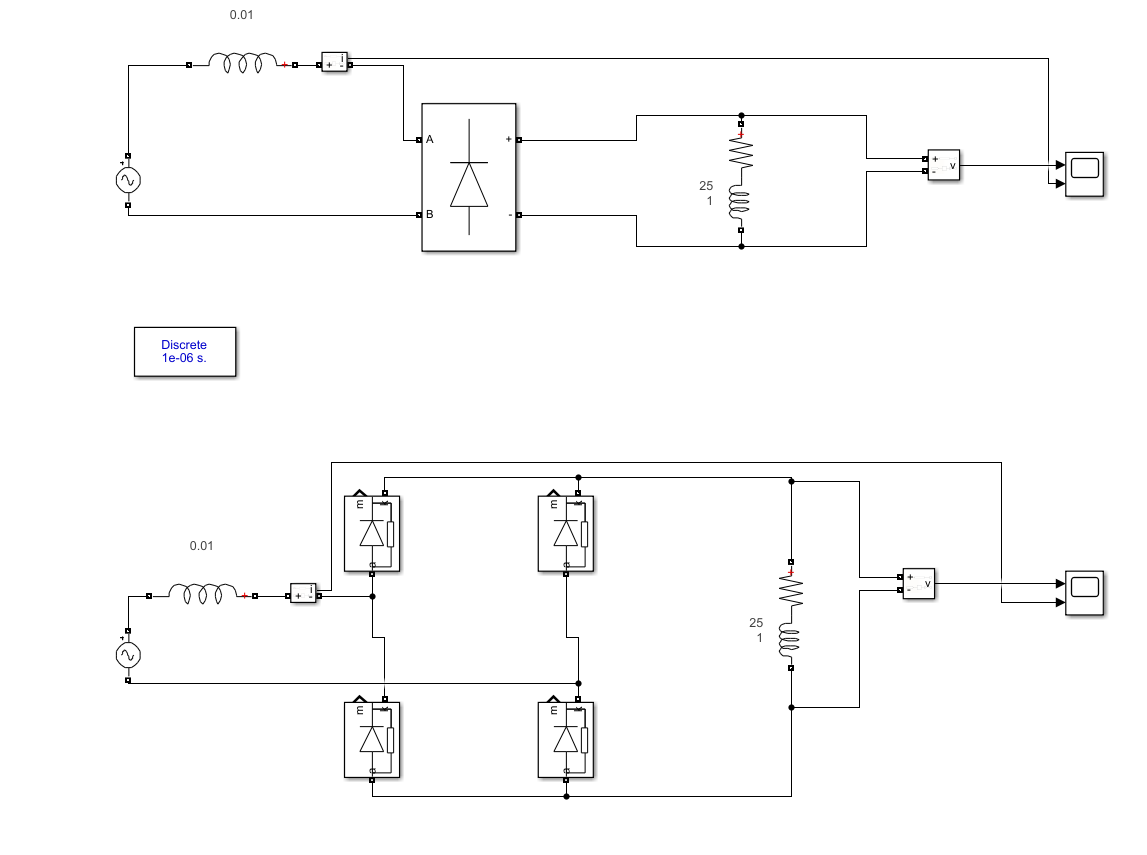 0.01
+
i
+ -
A
+
B
-
+
+
25
1
+
-
v
Discrete
1e-06 s.
0.01
+
i
+ -
+
m
k
a
m
k
a
+
25
1
+
-
v
m
k
a
m
k
a